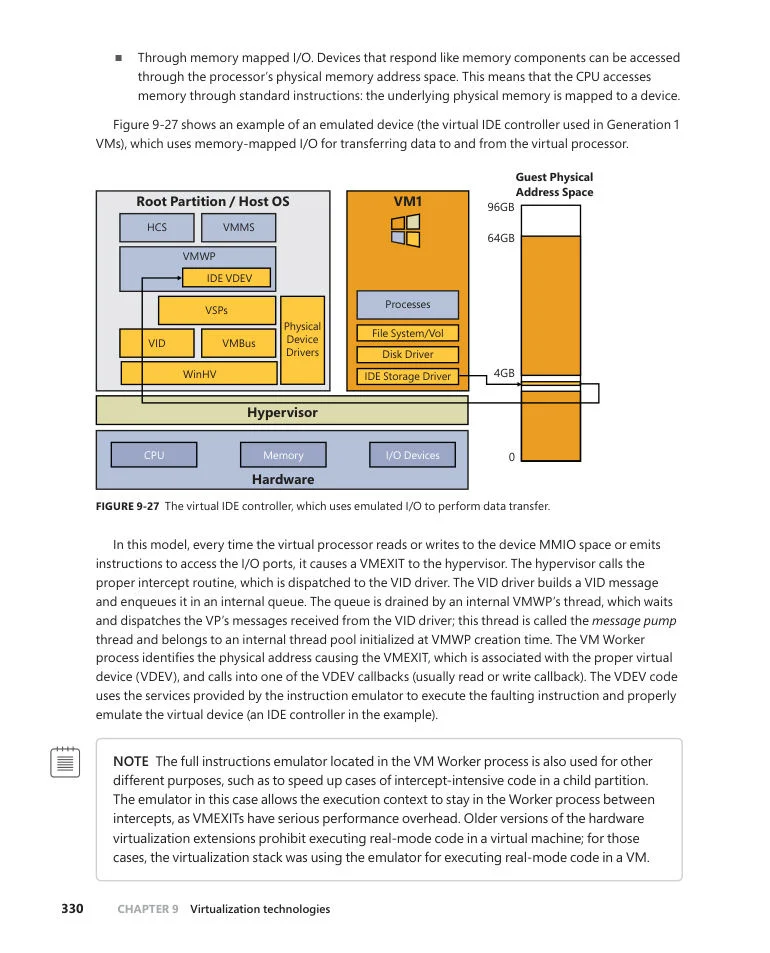 ■ Through memory mapped I/O. Devices that respond like memory components can be accessed
through the processor's physical memory address space. This means that the CPU accesses
memory through standard instructions: the underlying physical memory is mapped to a device.
Figure 9-27 shows an example of an emulated device (the virtual IDE controller used in Generation 1
VMs), which uses memory-mapped I/O for transferring data to and from the virtual processor.
Guest Physical
Address Space
Root Partition / Host OS
HCS
VMMS
VMWP
IDE VDEV
VSPs
VID
VMBus
Physical
Device
Drivers
WinHV
VM1
Processes
File System/Vol
Disk Driver
IDE Storage Driver
96GB
64GB
4GB
0
Hypervisor
CPU
Memory
I/O Devices
Hardware
FIGURE 9-27 The virtual IDE controller, which uses emulated I/O to perform data transfer.
In this model, every time the virtual processor reads or writes to the device MMIO space or emits
instructions to access the I/O ports, it causes a VMEXIT to the hypervisor. The hypervisor calls the
proper intercept routine, which is dispatched to the VID driver. The VID driver builds a VID message
and enqueues it in an internal queue. The queue is drained by an internal VMWP's thread, which waits
and dispatches the VP's messages received from the VID driver; this thread is called the message pump
thread and belongs to an internal thread pool initialized at VMWP creation time. The VM Worker
process identifies the physical address causing the VMEXIT, which is associated with the proper virtual
device (VDEV), and calls into one of the VDEV callbacks (usually read or write callback). The VDEV code
uses the services provided by the instruction emulator to execute the faulting instruction and properly
emulate the virtual device (an IDE controller in the example).
NOTE The full instructions emulator located in the VM Worker process is also used for other
different purposes, such as to speed up cases of intercept-intensive code in a child partition.
The emulator in this case allows the execution context to stay in the Worker process between
intercepts, as VMEXITs have serious performance overhead. Older versions of the hardware
virtualization extensions prohibit executing real-mode code in a virtual machine; for those
cases, the virtualization stack was using the emulator for executing real-mode code in a VM.
330 CHAPTER 9 Virtualization technologies